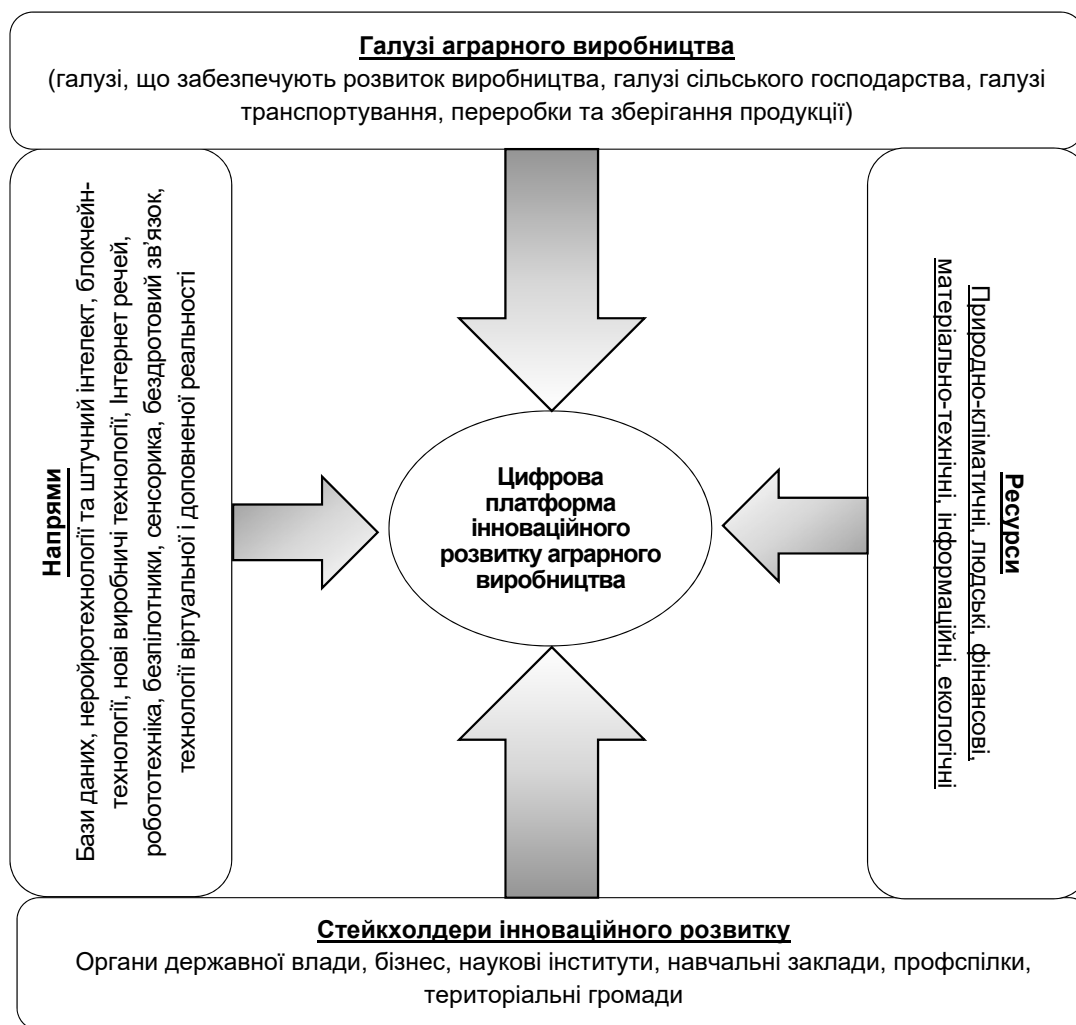 Галузі аграрного виробництва
(галузі, що забезпечують розвиток виробництва, галузі сільського господарства, галузі
транспортування, переробки та зберігання продукції)
Напрями
Бази даних, неройротехнології та штучний інтелект, блокчейн-
технології, нові виробничі технології, Інтернет речей,
робототехніка, безпілотники, сенсорика, бездротовий зв'язок,
технології віртуальної і доповненої реальності
Цифрова
платформа
інноваційного
розвитку аграрного
виробництва
Ресурси
Природно-кліматичні, людські, фінансові,
матеріально-технічні, інформаційні, екологічні
Стейкхолдери інноваційного розвитку
Органи державної влади, бізнес, наукові інститути, навчальні заклади, профспілки,
територіальні громади